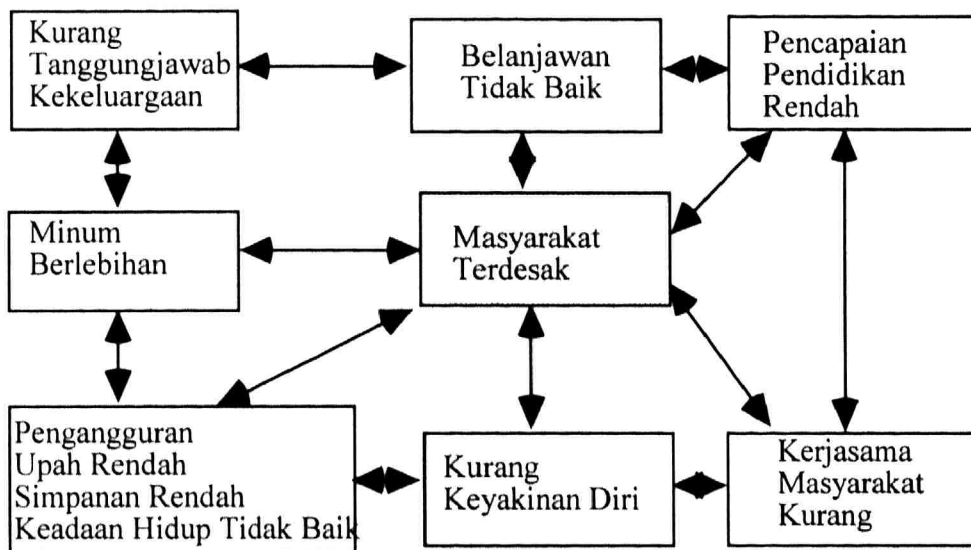 Kurang
Tanggungjawab
Kekeluargaan
Belanjawan
Tidak Baik
Pencapaian
Pendidikan
Rendah
Minum
Berlebihan
Masyarakat
Terdesak
Pengangguran
Upah Rendah
Simpanan Rendah
Keadaan Hidup Tidak Baik
Kurang
Keyakinan Diri
Kerjasama
Masyarakat
Kurang